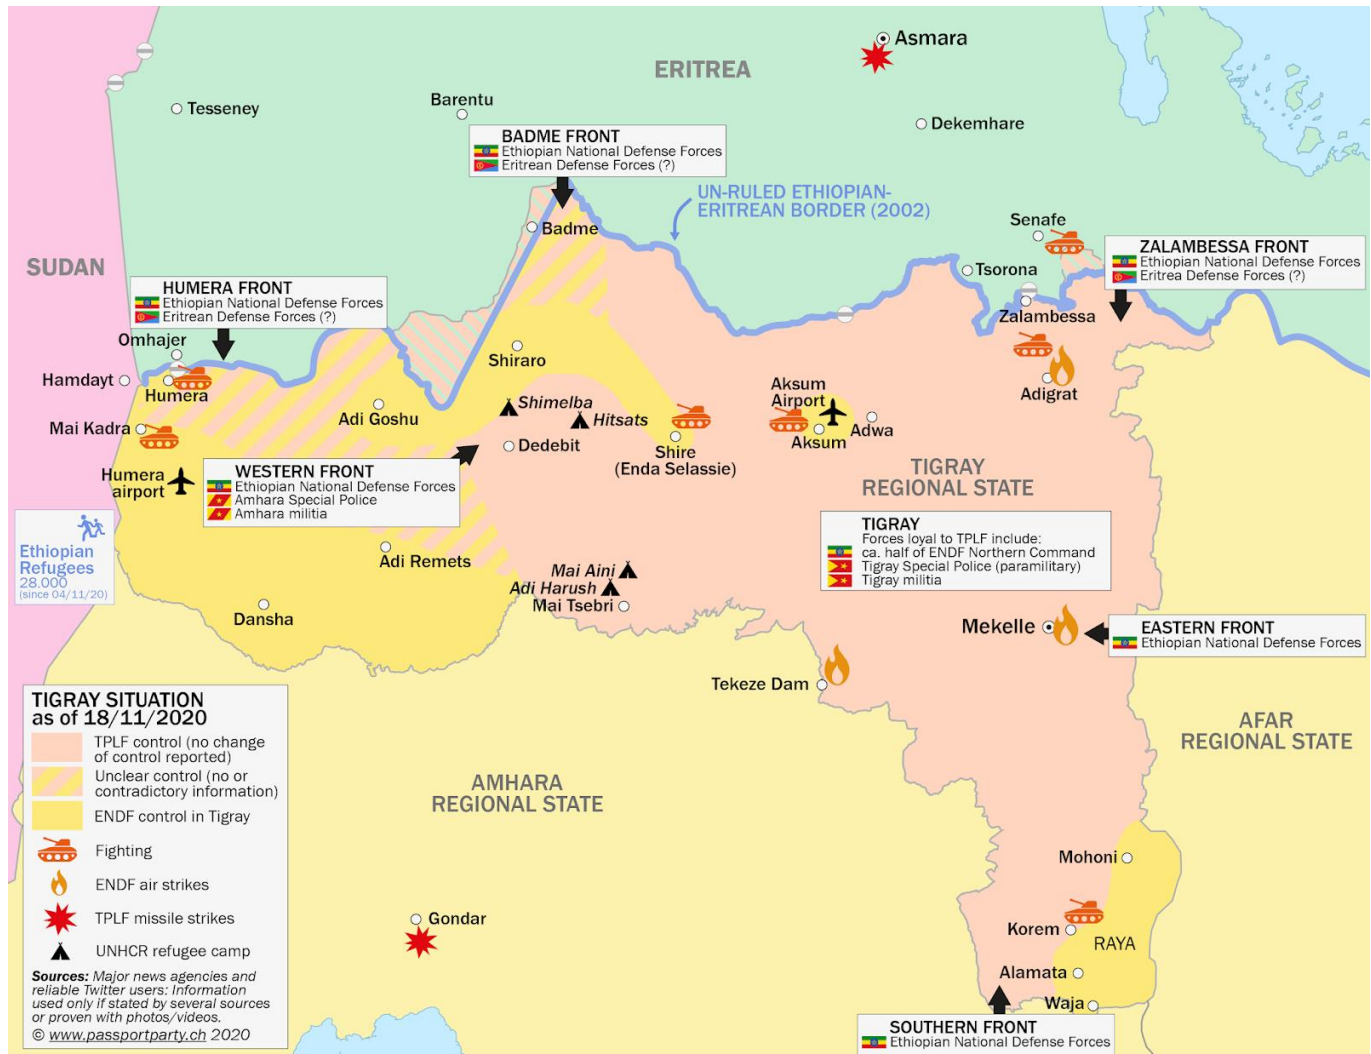 Asmara
ERITREA
Tesseney
Barentu
Dekemhare
BADME FRONT
Ethiopian National Defense Forces
Eritrean Defense Forces (?)
UN-RULED ETHIOPIAN-
ERITREAN BORDER (2002)
Badme
Senafe
ZALAMBESSA FRONT
Ethiopian National Defense Forces
Eritrea Defense Forces (?)
SUDAN
Tsorona
HUMERA FRONT
Ethiopian National Defense Forces
Eritrean Defense Forces (?)
Zalambessa
Omhajer
Shiraro
Hamdayt
Humera
Adigrat
Aksum
Airport
Shimelba
Hitsats
Adi Goshu
Mai Kadra
Adwa
Aksum
Dedebit
Shire
(Enda Selassie)
WESTERN FRONT
Ethiopian National Defense Forces
Amhara Special Police
Amhara militia
Humera
airport
TIGRAY
REGIONAL STATE
TIGRAY
Forces loyal to TPLF include:
ca. half of ENDF Northern Command
Tigray Special Police (paramilitary)
Tigray militia
Ethiopian
Refugees
28.000
(since 04/11/20)
Adi Remets
Mai Aini
Adi Harush
Mai Tsebri
Dansha
Mekelle
EASTERN FRONT
Ethiopian National Defense Forces
Tekeze Dam
AFAR
REGIONAL STATE
AMHARA
REGIONAL STATE
TIGRAY SITUATION
as of 18/11/2020
TPLF control (no change
of control reported)
Unclear control (no or
contradictory information)
ENDF control in Tigray
Fighting
ENDF air strikes
TPLF missile strikes
UNHCR refugee camp
Sources: Major news agencies and
reliable Twitter users: Information
used only if stated by several sources
or proven with photos/videos.
© www.passportparty.ch 2020
Gondar
Mohoni
Korem
RAYA
Alamata
Waja
SOUTHERN FRONT
Ethiopian National Defense Forces